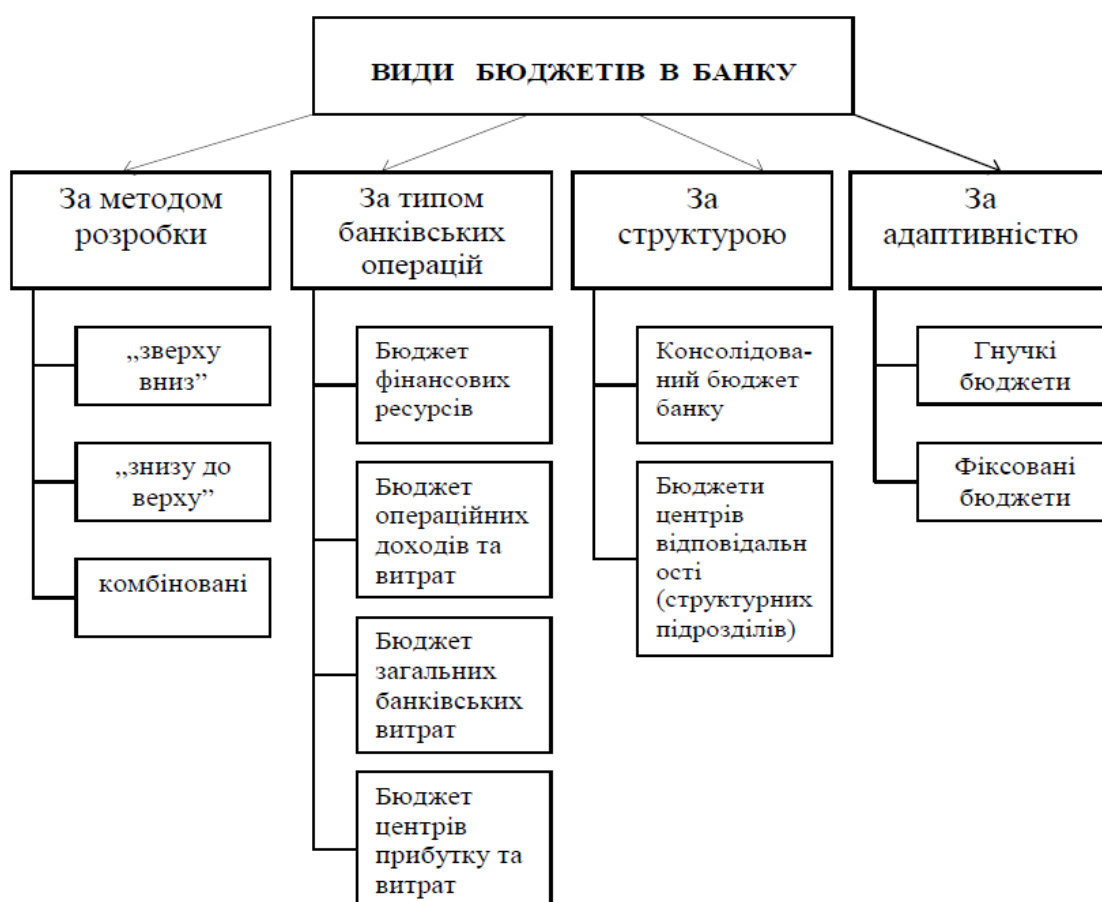 ВИДИ БЮДЖЕТІВ В БАНКУ
За методом
розробки
„зверху
вниз”
„знизу до
верху”
комбіновані
За типом
банківських
операцій
Бюджет
фінансових
ресурсів
Бюджет
операційних
доходів та
витрат
Бюджет
загальних
банківських
витрат
Бюджет
центрів
прибутку та
витрат
За
структурою
Консолідова-
ний бюджет
банку
Бюджети
центрів
відповідальн
ості
(структурних
підрозділів)
За
адаптивністю
Гнучкі
бюджети
Фіксовані
бюджети